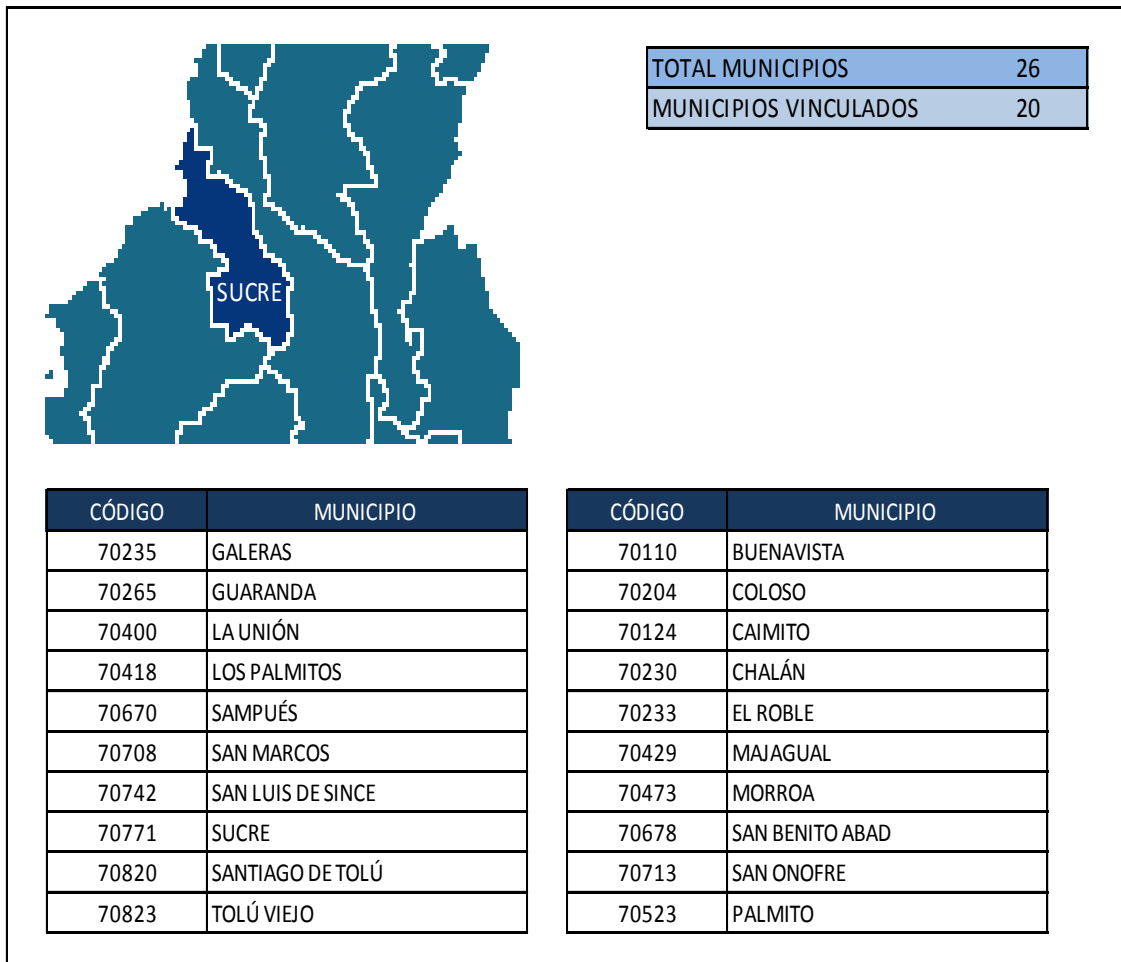 TOTAL MUNICIPIOS 26
MUNICIPIOS VINCULADOS 20
SUCRE
CÓDIGO MUNICIPIO
70235 GALERAS
70265 GUARANDA
70400 LA UNIÓN
70418 LOS PALMITOS
70670 SAMPUÉS
70708 SAN MARCOS
70742 SAN LUIS DE SINCE
70771 SUCRE
70820 SANTIAGO DE TOLÚ
70823 TOLÚ VIEJO
CÓDIGO MUNICIPIO
70110 BUENAVISTA
70204 COLOSO
70124 CAIMITO
70230 CHALÁN
70233 EL ROBLE
70429 MAJAGUAL
70473 MORROA
70678 SAN BENITO ABAD
70713 SAN ONOFRE
70523 PALMITO